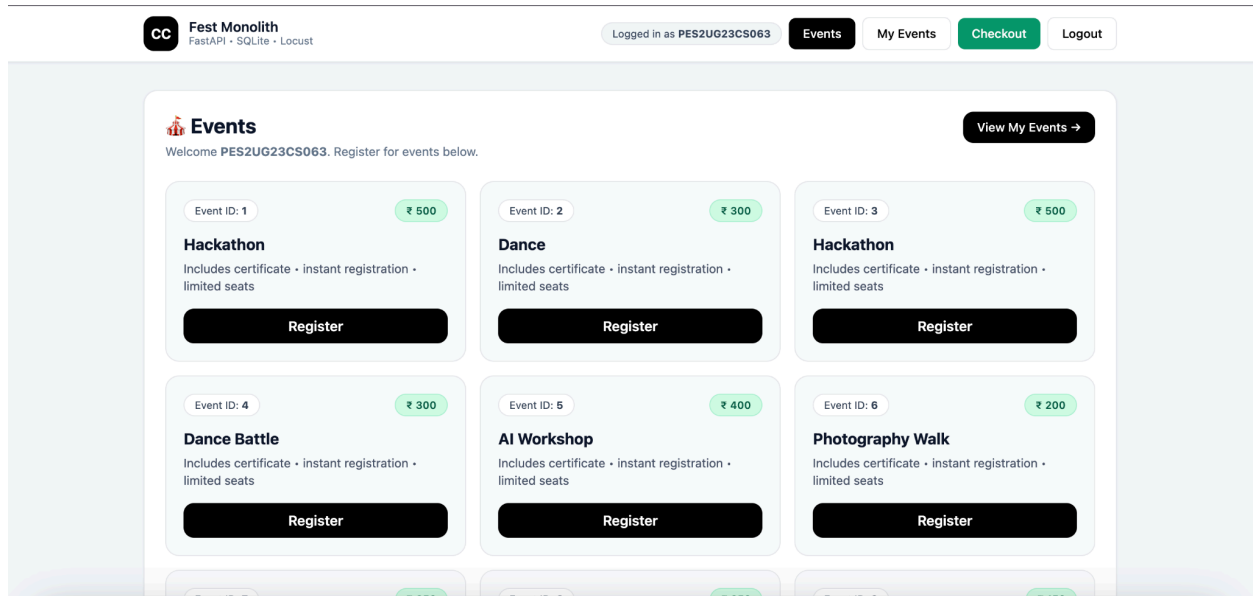 CC
Fest Monolith
FastAPI • SQLite • Locust
Logged in as PES2UG23CS063
Events
My Events
Checkout
Logout
🎪 Events
View My Events →
Welcome PES2UG23CS063. Register for events below.
Event ID: 1
₹ 500
Hackathon
Includes certificate • instant registration •
limited seats
Register
Event ID: 2
₹ 300
Dance
Includes certificate • instant registration •
limited seats
Register
Event ID: 3
₹ 500
Hackathon
Includes certificate • instant registration •
limited seats
Register
Event ID: 4
₹ 300
Dance Battle
Includes certificate • instant registration •
limited seats
Register
Event ID: 5
₹ 400
AI Workshop
Includes certificate • instant registration •
limited seats
Register
Event ID: 6
₹ 200
Photography Walk
Includes certificate • instant registration •
limited seats
Register